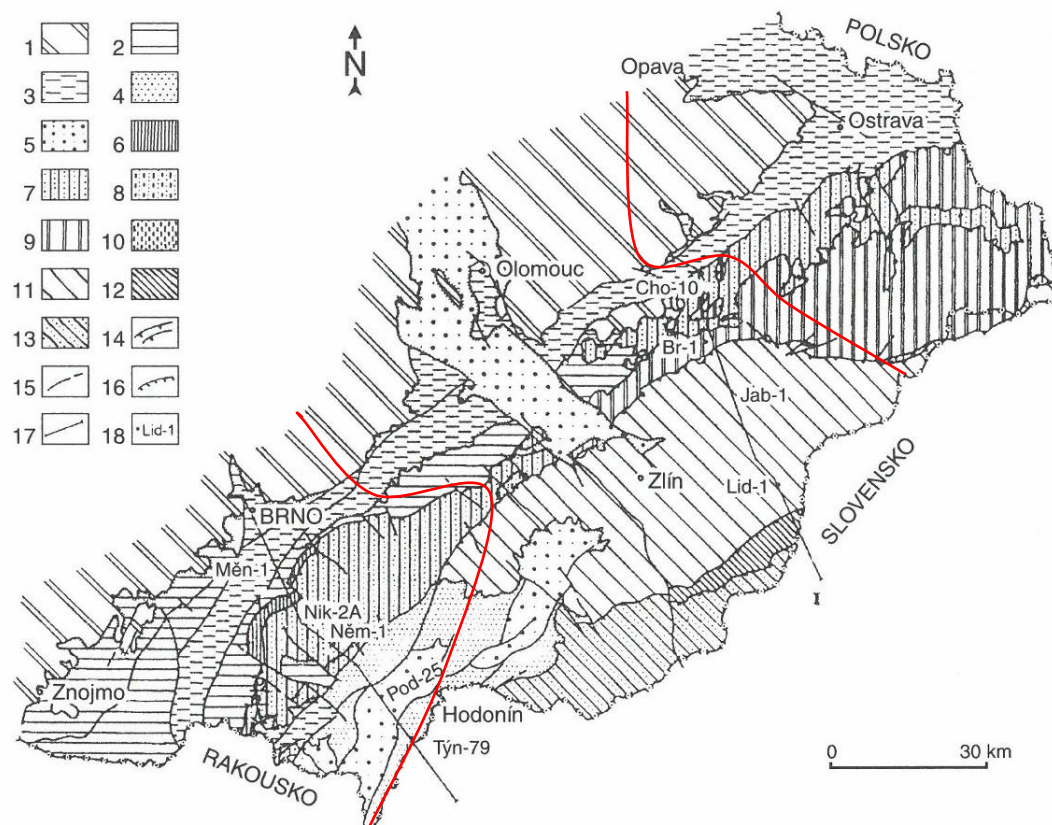 1 2
3 4
5 6
7 8
9 10
11 12
13 14
15 16
17 18 Lid-1
N
POLSKO
Opava
Ostrava
Olomouc
Cho-10
Br-1
Jab-1
Zlín
Lid-1
SLOVENSKO
BRNO
Měn-1
Nik-2A
Něm-1
I
Pod-25
Znojmo
Hodonín
Týn-79
RAKOUSKO
0 30 km